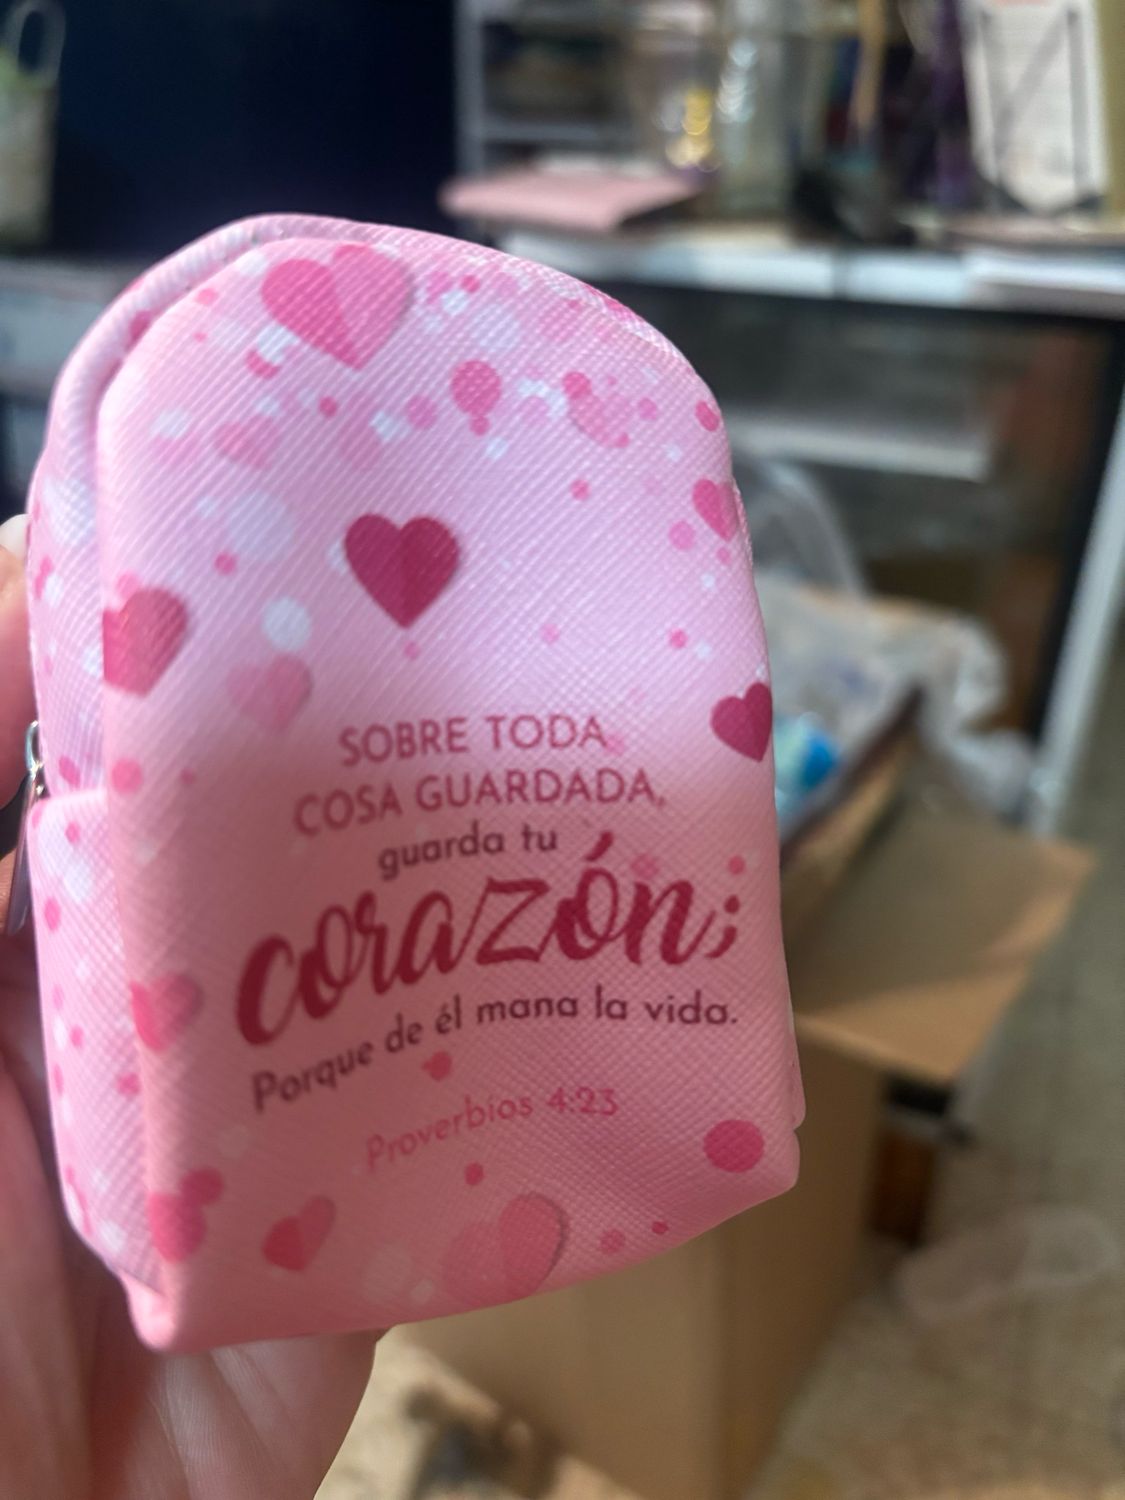 SOBRE TODA
COSA GUARDADA,
guarda tu
corazón;
Porque de él mana la vida.
Proverbios 4:23